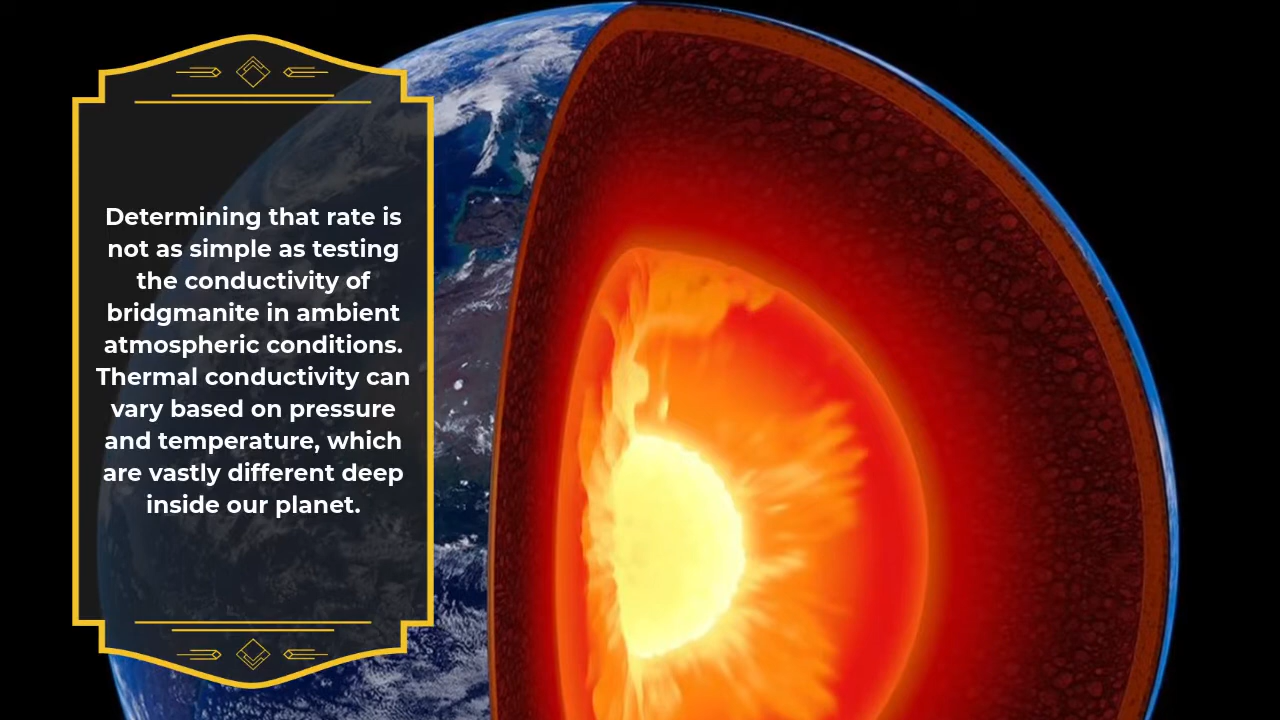 Determining that rate is
not as simple as testing
the conductivity of
bridgmanite in ambient
atmospheric conditions.
Thermal conductivity can
vary based on pressure
and temperature, which
are vastly different deep
inside our planet.